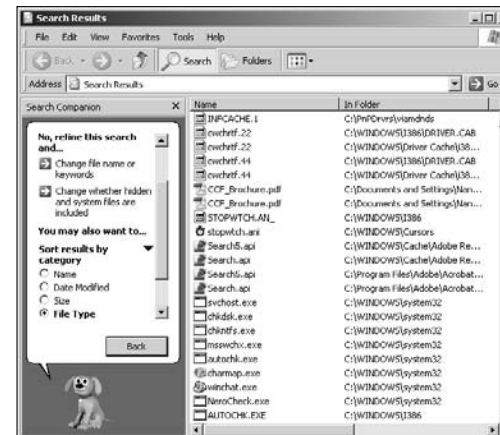 Search Results
File Edit View Favorites Tools Help
Back Search Folders
Address Search Results Go
Search Companion
No, refine this search and...
Change file name or keywords
Change whether hidden and system files are included
You may also want to...
Sort results by category
Name
Date Modified
Size
File Type
Back
Name In Folder
INFCACHE.1 C:\PnPDrvrs\viamdnds
cwchrtf.22 C:\WINDOWS\I386\DRIVER.CAB
cwchrtf.22 C:\WINDOWS\Driver Cache\i38...
cwchrtf.44 C:\WINDOWS\I386\DRIVER.CAB
cwchrtf.44 C:\WINDOWS\Driver Cache\i38...
CCF_Brochure.pdf C:\Documents and Settings\Nan...
CCF_Brochure.pdf C:\Documents and Settings\Nan...
STOPWTCH.AN_ C:\WINDOWS\I386
stopwtch.ani C:\WINDOWS\Cursors
Search5.api C:\WINDOWS\Cache\Adobe Re...
Search.api C:\WINDOWS\Cache\Adobe Re...
Search5.api C:\Program Files\Adobe\Acrobat...
Search.api C:\Program Files\Adobe\Acrobat...
svchost.exe C:\WINDOWS\system32
chkdsk.exe C:\WINDOWS\system32
chkntfs.exe C:\WINDOWS\system32
msswchx.exe C:\WINDOWS\system32
autochk.exe C:\WINDOWS\system32
charmap.exe C:\WINDOWS\system32
winchat.exe C:\WINDOWS\system32
NeroCheck.exe C:\WINDOWS\system32
AUTOCHK.EXE C:\WINDOWS\I386